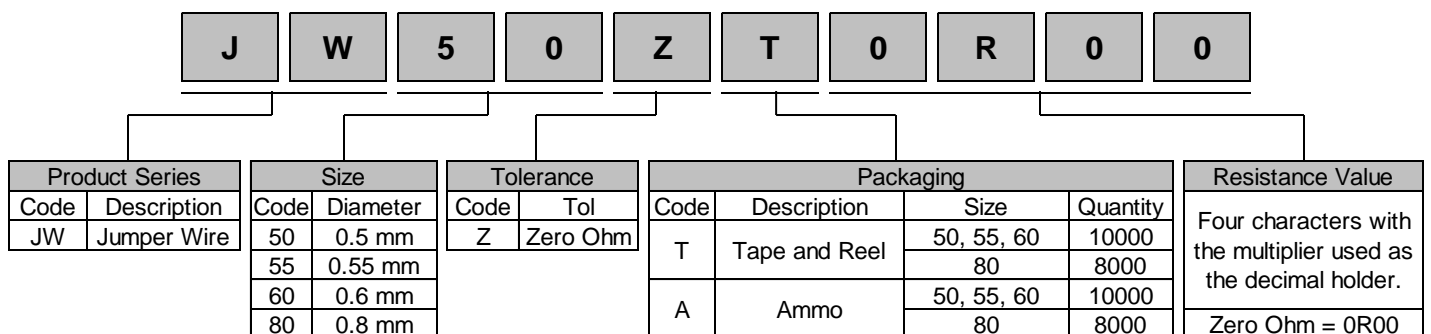 J W 5 0 Z T 0 R 0 0
Product Series
Code Description
JW Jumper Wire
Size
Code Diameter
50 0.5 mm
55 0.55 mm
60 0.6 mm
80 0.8 mm
Tolerance
Code Tol
Z Zero Ohm
Packaging
Code Description Size Quantity
T Tape and Reel 50, 55, 60 10000
80 8000
A Ammo 50, 55, 60 10000
80 8000
Resistance Value
Four characters with
the multiplier used as
the decimal holder.
Zero Ohm = 0R00